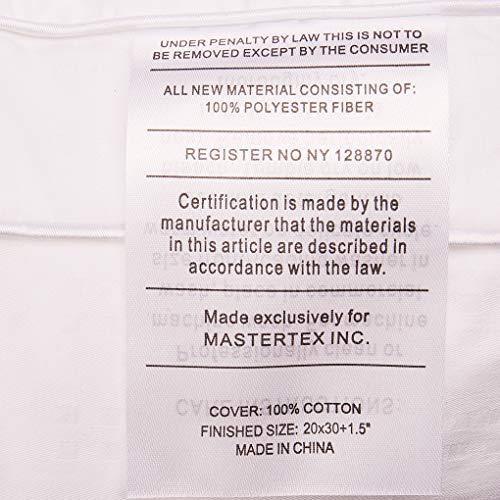 UNDER PENALTY BY LAW THIS IS NOT TO
BE REMOVED EXCEPT BY THE CONSUMER
ALL NEW MATERIAL CONSISTING OF:
100% POLYESTER FIBER
REGISTER NO NY 128870
Certification is made by the
manufacturer that the materials
in this article are described in
accordance with the law.
Made exclusively for
MASTERTEX INC.
COVER: 100% COTTON
FINISHED SIZE: 20x30+1.5"
MADE IN CHINA